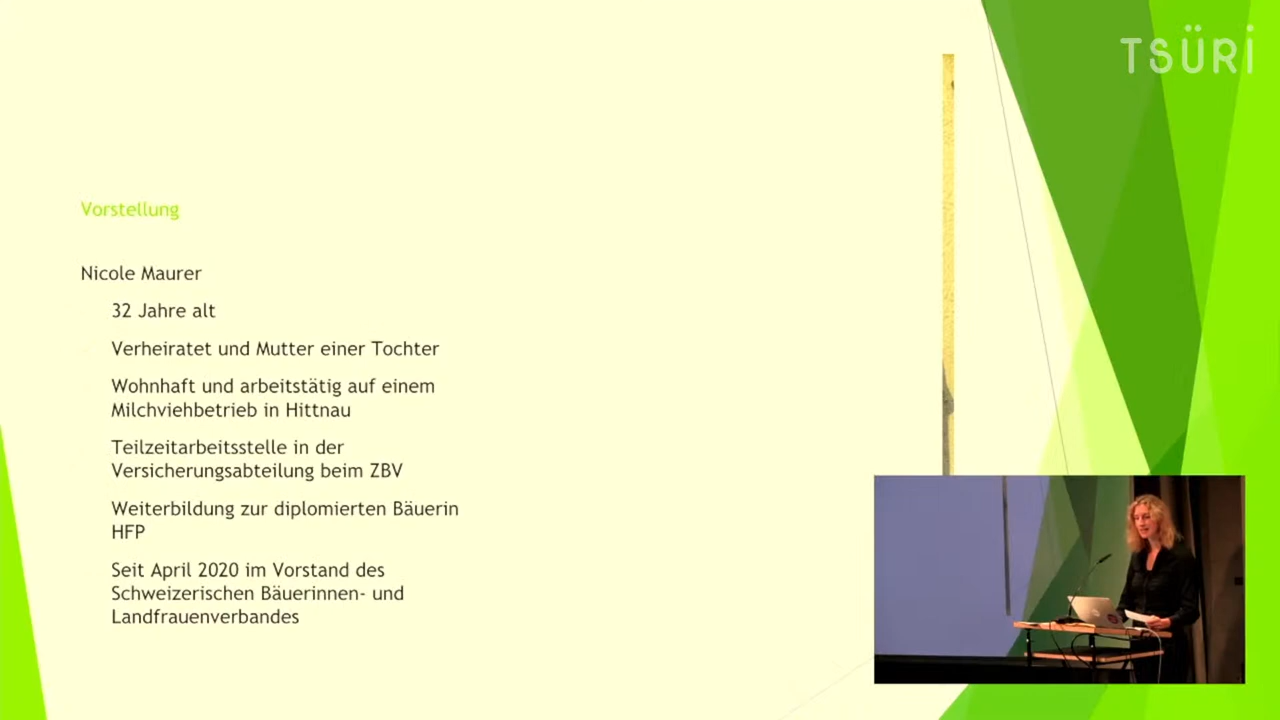 TSÜRI
Vorstellung
Nicole Maurer
32 Jahre alt
Verheiratet und Mutter einer Tochter
Wohnhaft und arbeitstätig auf einem
Milchviehbetrieb in Hittnau
Teilzeitarbeitsstelle in der
Versicherungsabteilung beim ZBV
Weiterbildung zur diplomierten Bäuerin
HFP
Seit April 2020 im Vorstand des
Schweizerischen Bäuerinnen- und
Landfrauenverbandes